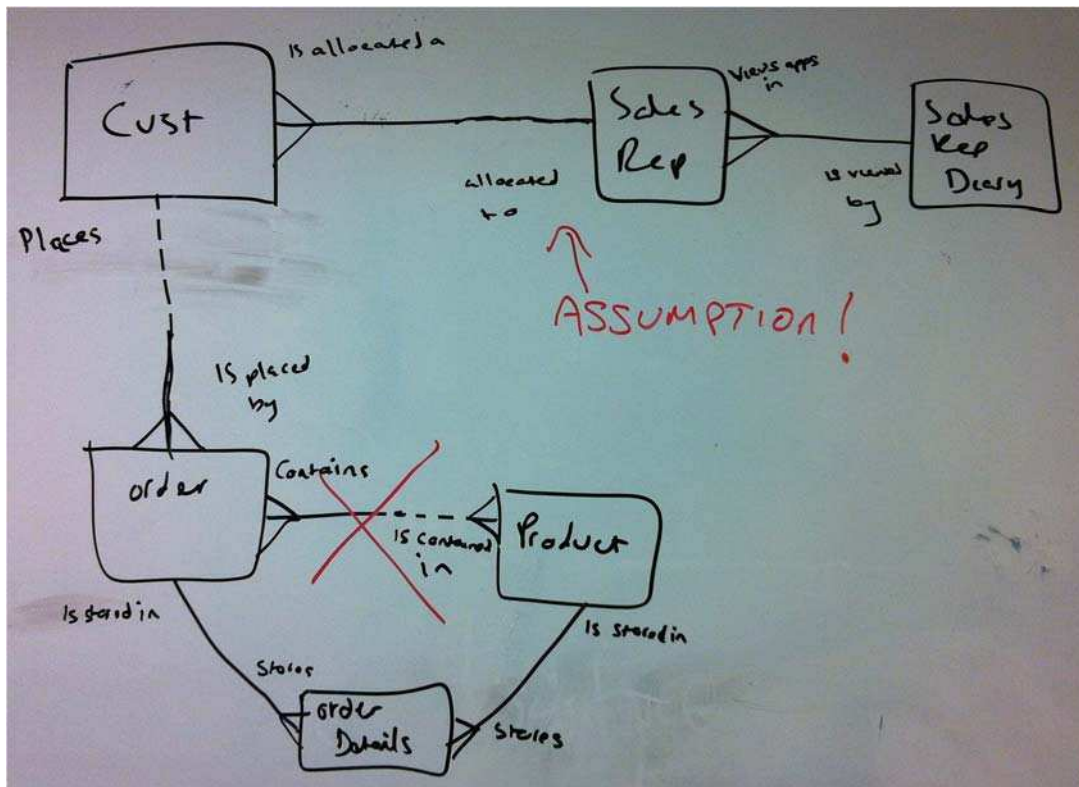 Is allocated a
Cust
Sales
Rep
Views apps
in
Sales
Rep
Diary
allocated
to
is viewed
by
Places
ASSUMPTION!
Is placed
by
order
Contains
Is contained
in
Product
Is stored in
Is stored in
Stores
order
Details
Stores